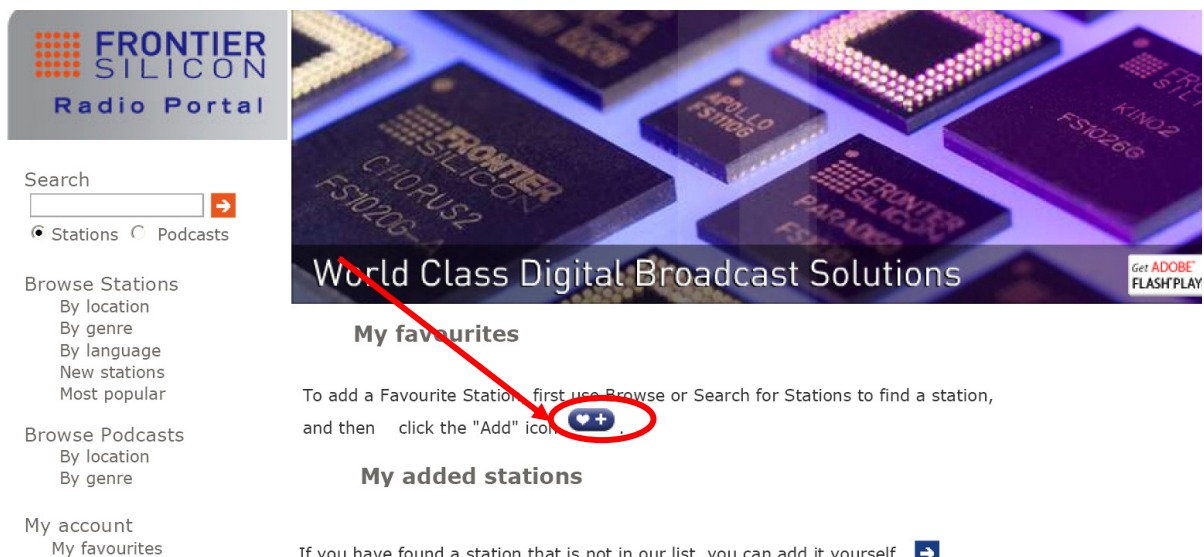 FRONTIER
SILICON
Radio Portal
Search
Stations Podcasts
Browse Stations
By location
By genre
By language
New stations
Most popular
Browse Podcasts
By location
By genre
My account
My favourites
FRONTIER
SILICON
CHORUS2
FS1020G-A
APOLLO
FS1110G
FRONTIER
SILICON
PARADISO
KINO2
FS1026G
World Class Digital Broadcast Solutions
Get ADOBE
FLASH PLAY
My favourites
To add a Favourite Station, first use Browse or Search for Stations to find a station,
and then click the "Add" icon .
My added stations
If you have found a station that is not in our list, you can add it yourself